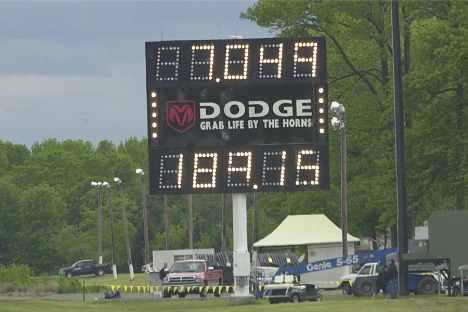 7.049
DODGE
GRAB LIFE BY THE HORNS
189.15
Genie S-65